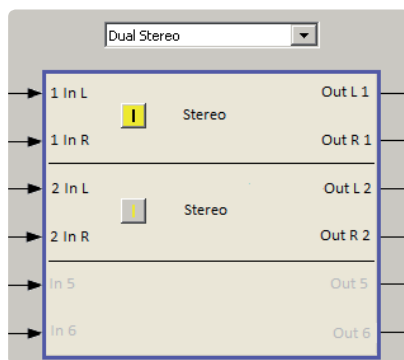 Dual Stereo
1 In L Out L 1
I Stereo
1 In R Out R 1
2 In L Out L 2
I Stereo
2 In R Out R 2
In 5 Out 5
In 6 Out 6